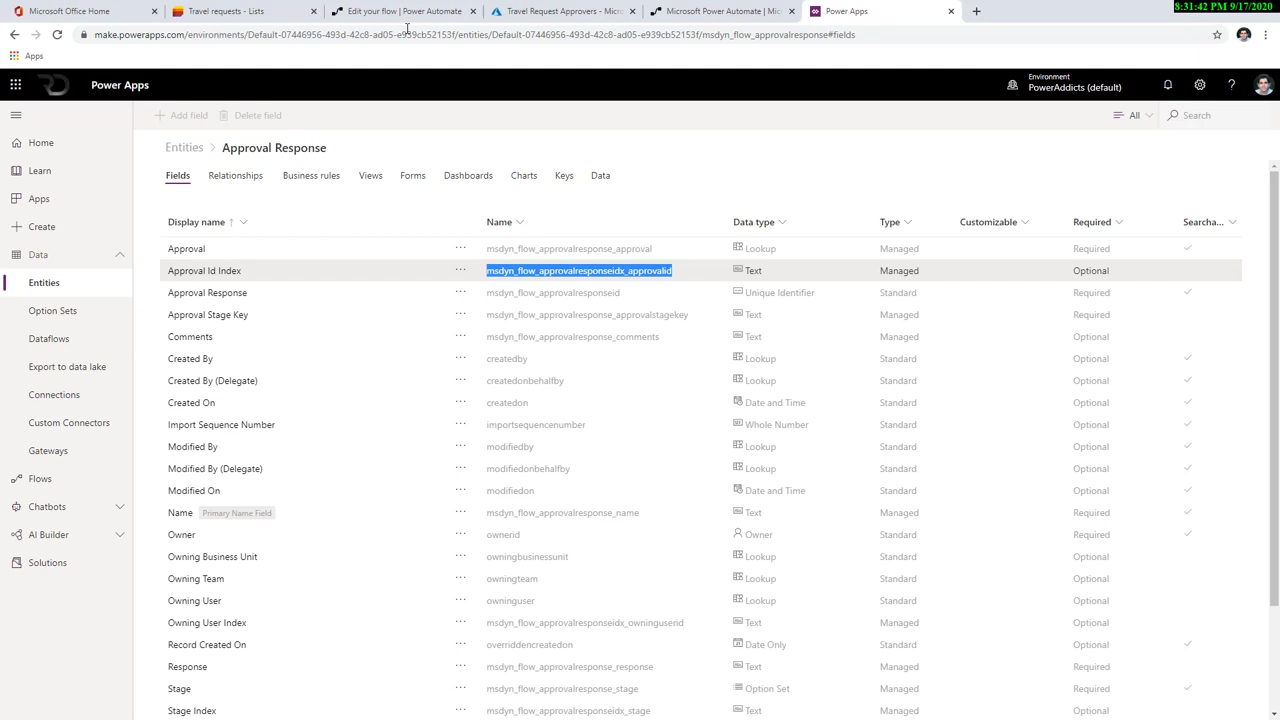 8:31:42 PM 9/17/2020
Microsoft Office Home
Travel requests - Lists
Edit your flow | Power Automate
Travel Request Approvers - Micros
Microsoft Power Automate | Micr
Power Apps
make.powerapps.com/environments/Default-07446956-493d-42c8-ad05-e939cb52153f/entities/Default-07446956-493d-42c8-ad05-e939cb52153f/msdyn_flow_approvalresponse#fields
Apps
Power Apps
Environment
PowerAddicts (default)
Add field
Delete field
All
Search
Home
Learn
Apps
Create
Data
Entities
Option Sets
Dataflows
Export to data lake
Connections
Custom Connectors
Gateways
Flows
Chatbots
AI Builder
Solutions
Entities > Approval Response
Fields Relationships Business rules Views Forms Dashboards Charts Keys Data
Display name ↑ Name Data type Type Customizable Required Searcha...
Approval ... msdyn_flow_approvalresponse_approval Lookup Managed Required
Approval Id Index ... msdyn_flow_approvalresponseidx_approvalid Text Managed Optional
Approval Response ... msdyn_flow_approvalresponseid Unique Identifier Standard Required
Approval Stage Key ... msdyn_flow_approvalresponse_approvalstagekey Text Managed Optional
Comments ... msdyn_flow_approvalresponse_comments Text Managed Optional
Created By ... createdby Lookup Standard Optional
Created By (Delegate) ... createdonbehalfby Lookup Standard Optional
Created On ... createdon Date and Time Standard Optional
Import Sequence Number ... importsequencenumber Whole Number Standard Optional
Modified By ... modifiedby Lookup Standard Optional
Modified By (Delegate) ... modifiedonbehalfby Lookup Standard Optional
Modified On ... modifiedon Date and Time Standard Optional
Name Primary Name Field ... msdyn_flow_approvalresponse_name Text Managed Required
Owner ... ownerid Owner Standard Required
Owning Business Unit ... owningbusinessunit Lookup Standard Optional
Owning Team ... owningteam Lookup Standard Optional
Owning User ... owninguser Lookup Standard Optional
Owning User Index ... msdyn_flow_approvalresponseidx_owninguserid Text Managed Optional
Record Created On ... overriddencreatedon Date Only Standard Optional
Response ... msdyn_flow_approvalresponse_response Text Managed Required
Stage ... msdyn_flow_approvalresponse_stage Option Set Managed Required
Stage Index ... msdyn_flow_approvalresponseidx_stage Text Managed Optional